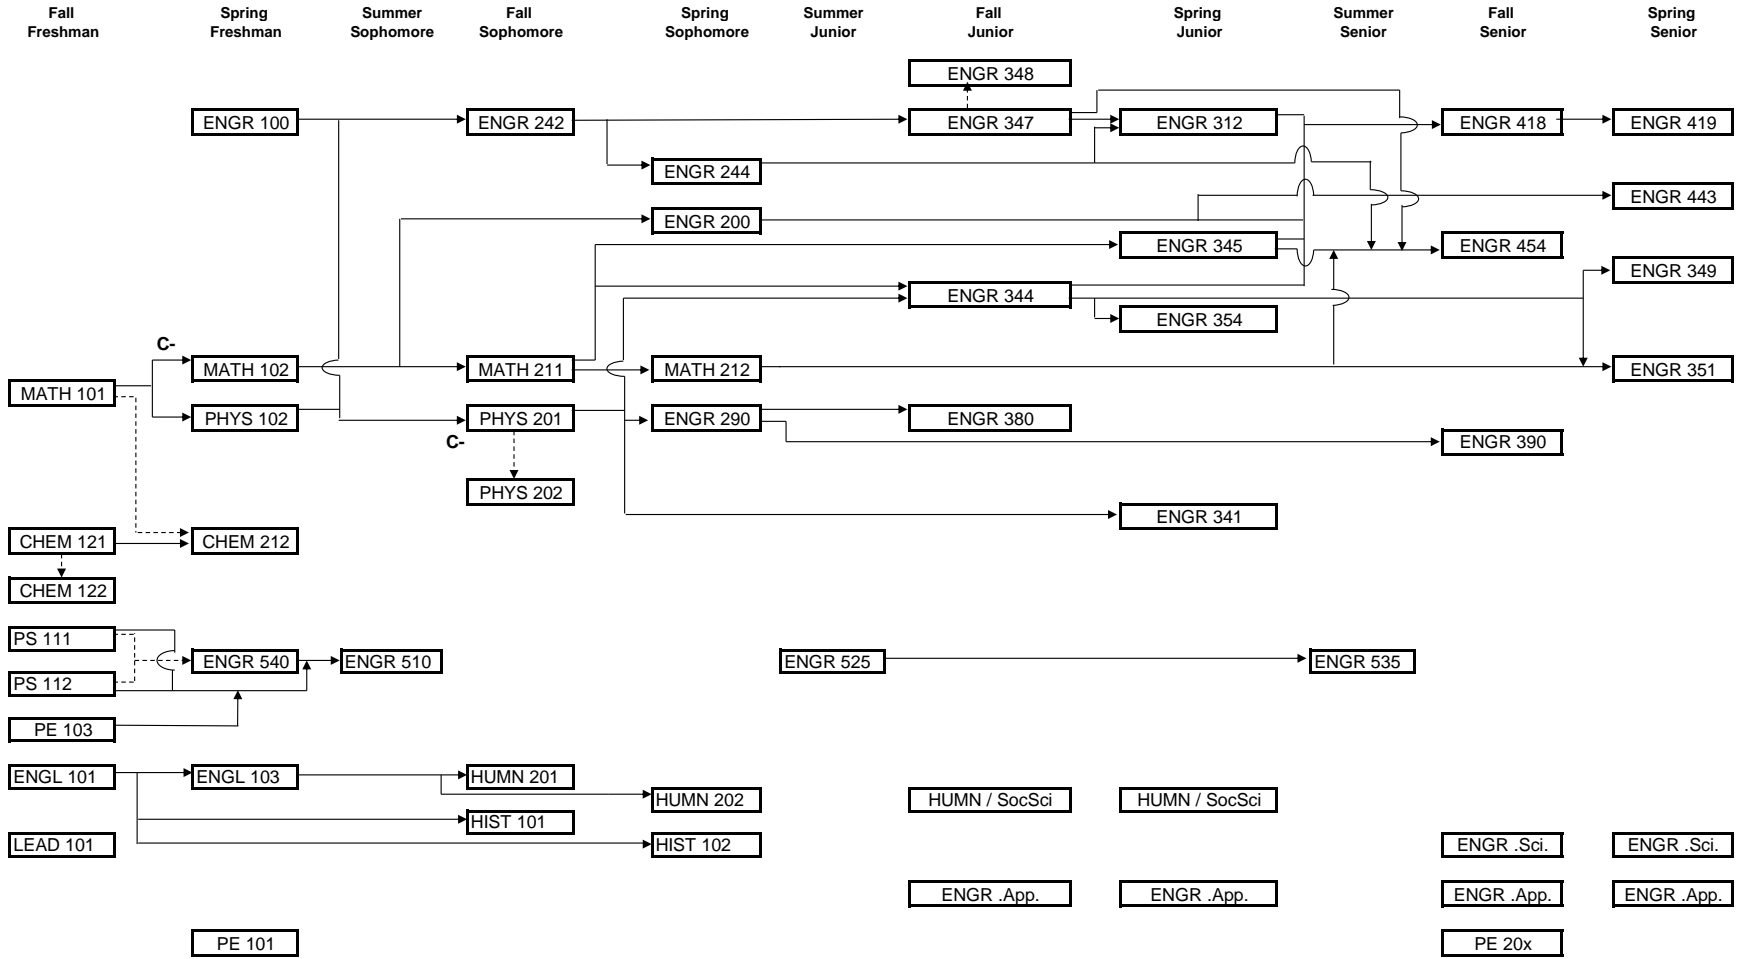 Fall Spring Summer Fall Spring Summer Fall Spring Summer Fall Spring
Freshman Freshman Sophomore Sophomore Sophomore Junior Junior Junior Senior Senior Senior
ENGR 348
ENGR 100 ENGR 242 ENGR 347 ENGR 312 ENGR 418 ENGR 419
ENGR 244
ENGR 443
ENGR 200
ENGR 345 ENGR 454
ENGR 349
ENGR 344
ENGR 354
C-
MATH 102 MATH 211 MATH 212 ENGR 351
MATH 101
PHYS 102 PHYS 201 ENGR 290 ENGR 380
C- ENGR 390
PHYS 202
ENGR 341
CHEM 121 CHEM 212
CHEM 122
PS 111
ENGR 540 ENGR 510 ENGR 525 ENGR 535
PS 112
PE 103
ENGL 101 ENGL 103 HUMN 201
HUMN 202 HUMN / SocSci HUMN / SocSci
HIST 101
LEAD 101 HIST 102 ENGR .Sci. ENGR .Sci.
ENGR .App. ENGR .App. ENGR .App. ENGR .App.
PE 101 PE 20x